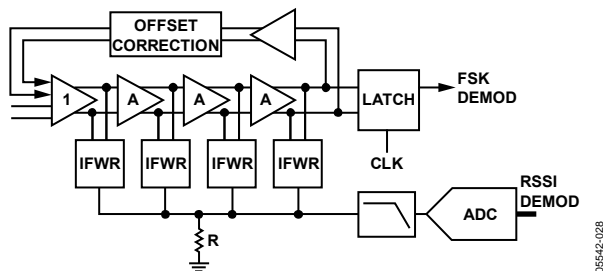 OFFSET
CORRECTION
1
A
A
A
LATCH
FSK
DEMOD
IFWR
IFWR
IFWR
IFWR
CLK
R
ADC
RSSI
DEMOD
05542-028